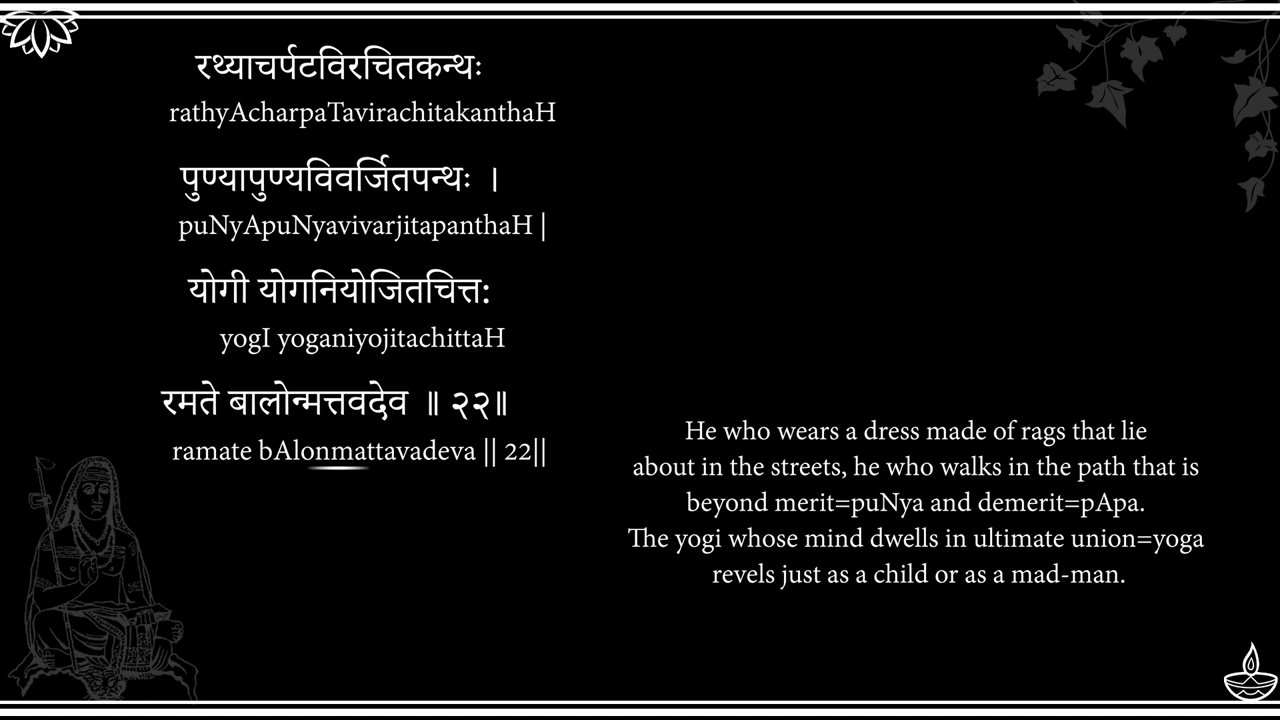 रथ्याचर्पटविरचितकन्थः
rathyAcharpaTavirachitakanthaH
पुण्यापुण्यविवर्जितपन्थः ।
puNyApuNyavivarjitapanthaH |
योगी योगनियोजितचित्त:
yogI yoganiyojitachittaH
रमते बालोन्मत्तवदेव ॥ २२॥
ramate bAlonmattavadeva || 22||
He who wears a dress made of rags that lie
about in the streets, he who walks in the path that is
beyond merit=puNya and demerit=pApa.
The yogi whose mind dwells in ultimate union=yoga
revels just as a child or as a mad-man.